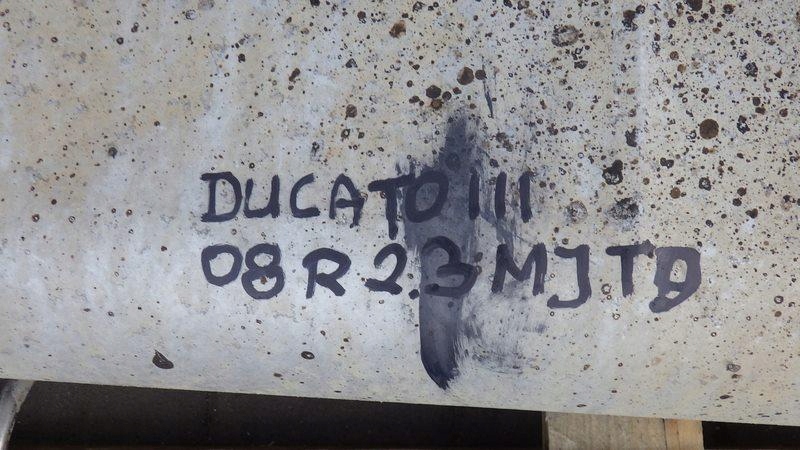 DUCATO III
08R 2.3 MJTD